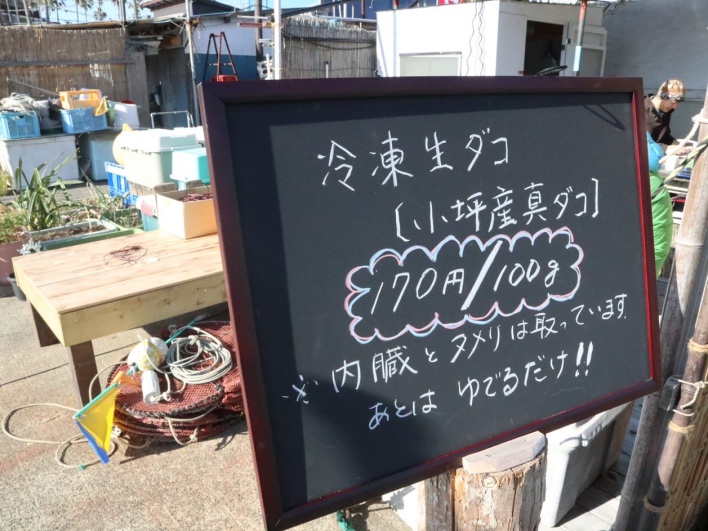 冷凍生ダコ
[小坪産真ダコ]
170円/100g
※内臓とヌメリは取っています.
あとは ゆでるだけ!!